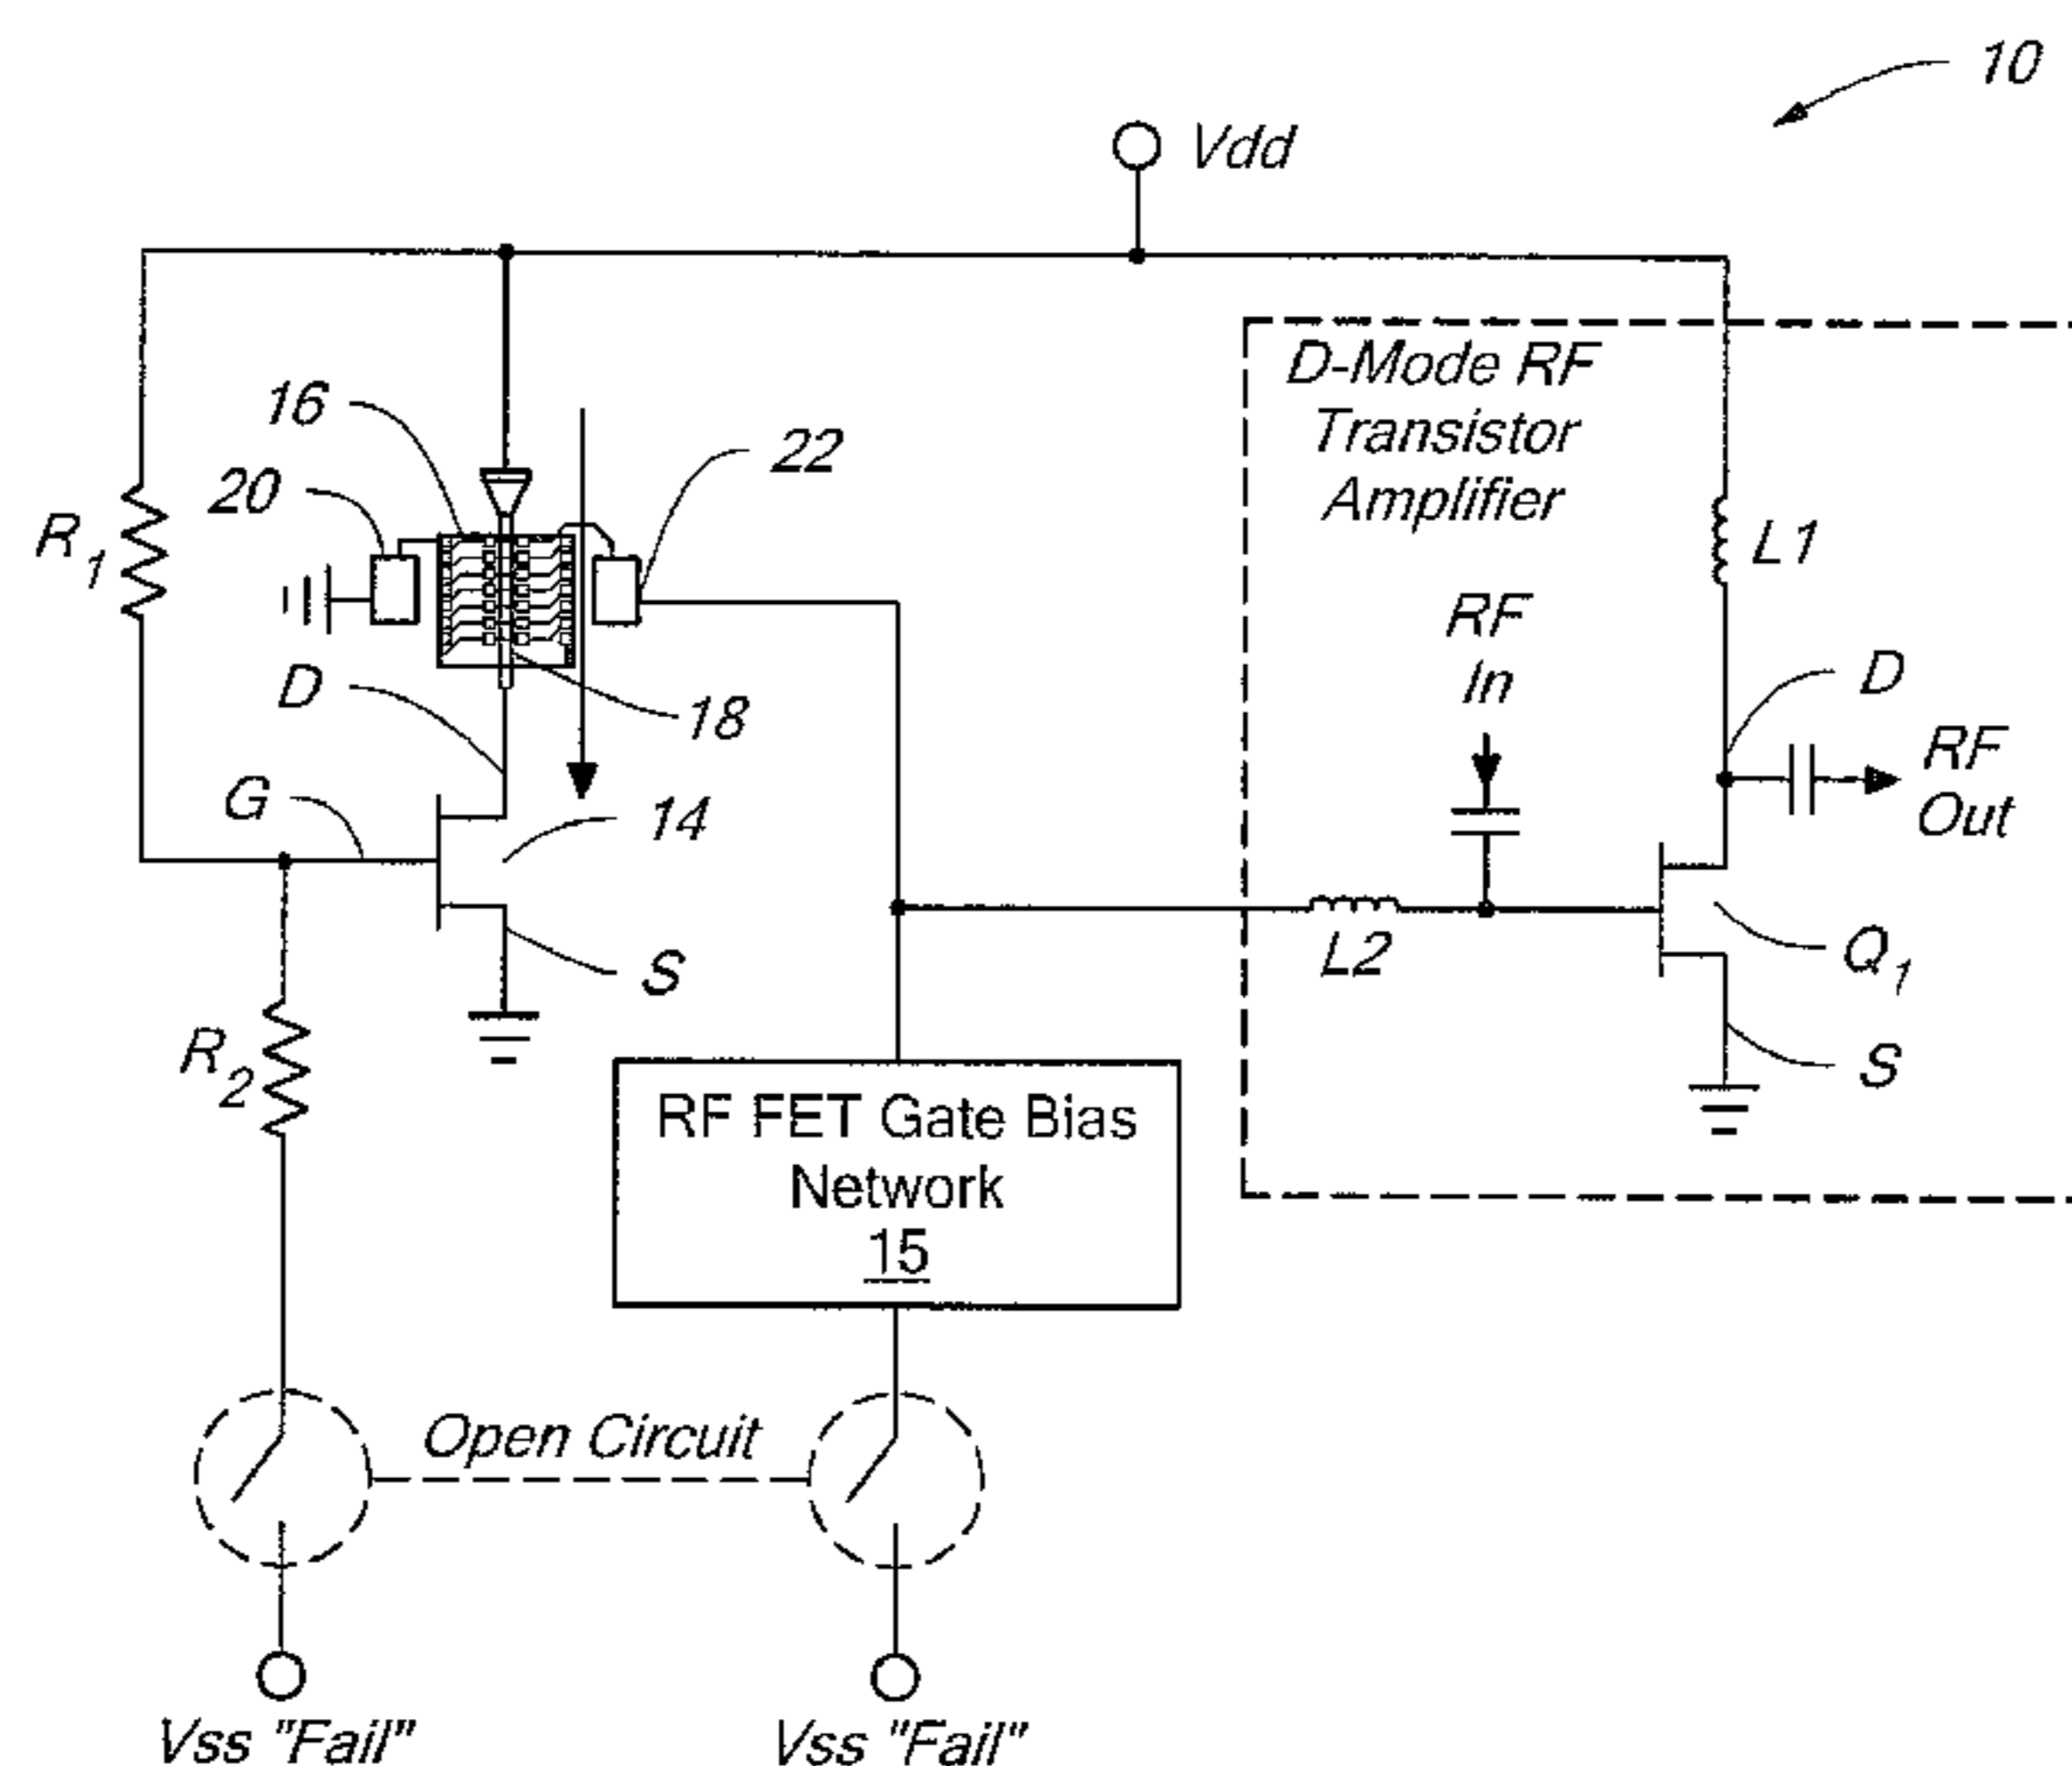 10
Vdd
D-Mode RF
Transistor
Amplifier
16
22
20
R1
L1
RF
In
D
18
D
RF
Out
G
14
L2
Q1
S
S
R2
RF FET Gate Bias
Network
15
Open Circuit
Vss "Fail"
Vss "Fail"